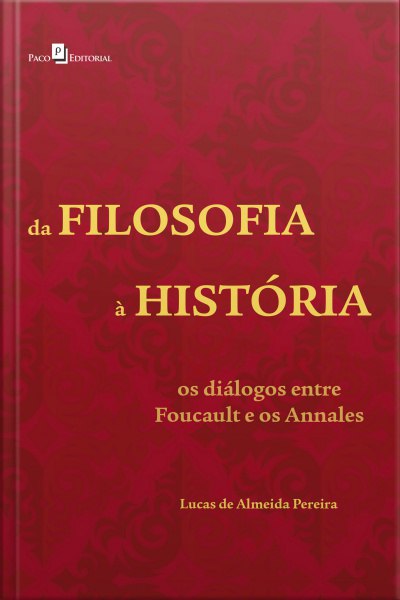 PACO EDITORIAL
da FILOSOFIA
à HISTÓRIA
os diálogos entre
Foucault e os Annales
Lucas de Almeida Pereira